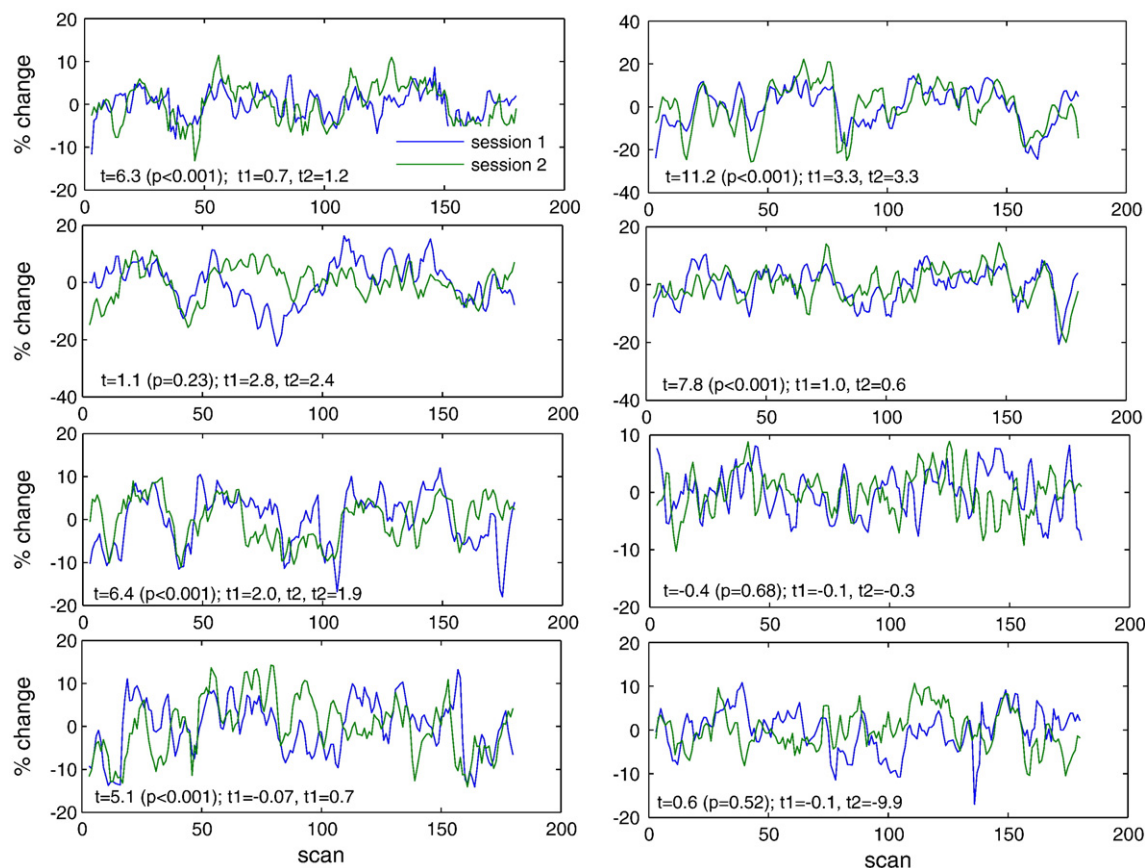 20
10
0
-10
-20
% change
0 50 100 150 200
session 1
session 2
t=6.3 (p<0.001); t1=0.7, t2=1.2
40
20
0
-20
-40
0 50 100 150 200
t=11.2 (p<0.001); t1=3.3, t2=3.3
20
0
-20
-40
% change
0 50 100 150 200
t=1.1 (p=0.23); t1=2.8, t2=2.4
20
0
-20
-40
0 50 100 150 200
t=7.8 (p<0.001); t1=1.0, t2=0.6
20
10
0
-10
-20
% change
0 50 100 150 200
t=6.4 (p<0.001); t1=2.0, t2, t2=1.9
10
0
-10
-20
0 50 100 150 200
t=-0.4 (p=0.68); t1=-0.1, t2=-0.3
20
10
0
-10
-20
% change
0 50 100 150 200
t=5.1 (p<0.001); t1=-0.07, t1=0.7
scan
20
10
0
-10
-20
0 50 100 150 200
t=0.6 (p=0.52); t1=-0.1, t2=-9.9
scan